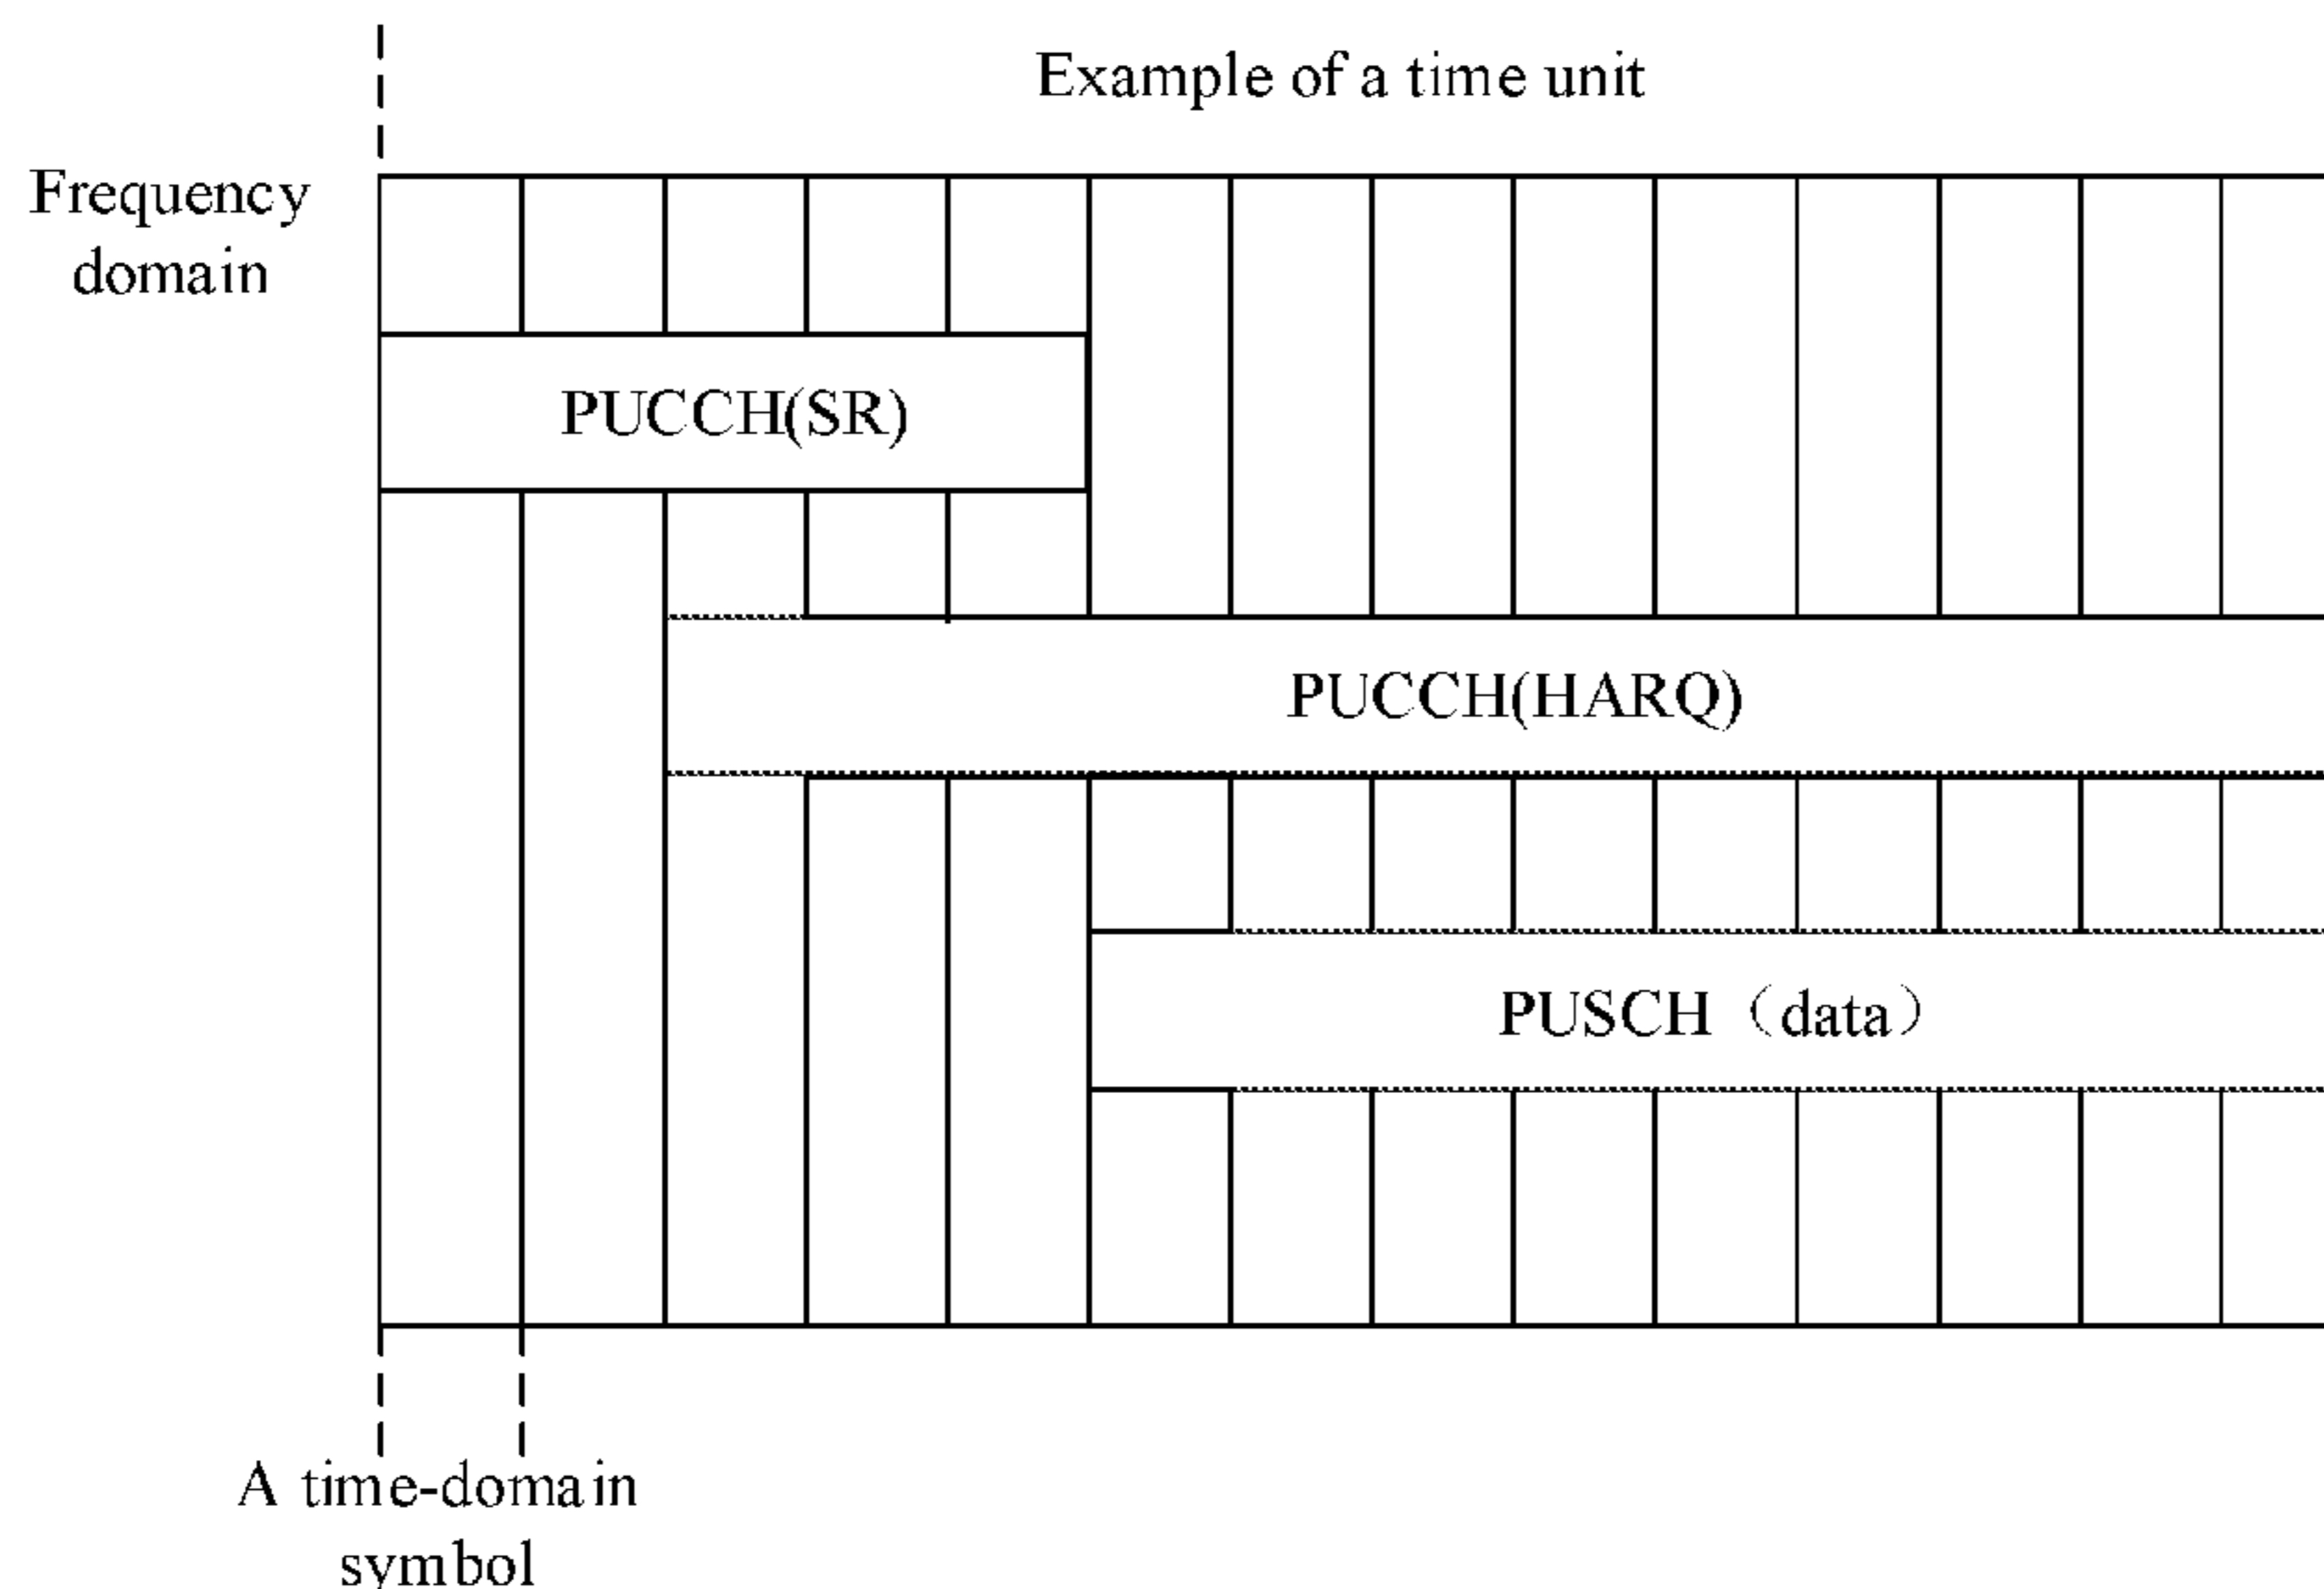 Example of a time unit
Frequency
domain
PUCCH(SR)
PUCCH(HARQ)
PUSCH（data）
A time-domain
symbol